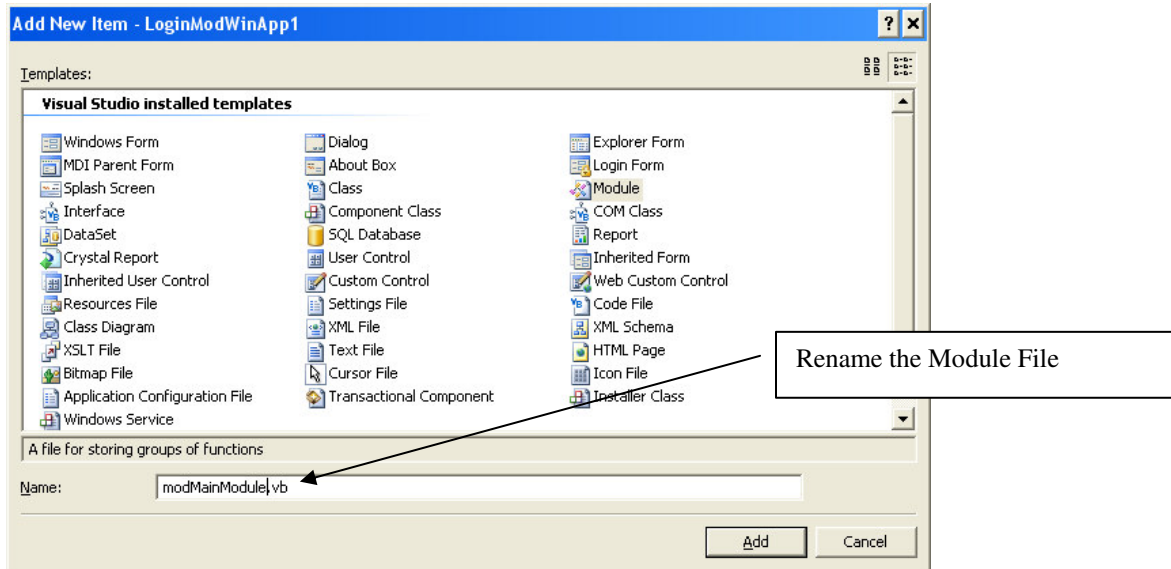 Add New Item - LoginModWinApp1
Templates:
Visual Studio installed templates
Windows Form Dialog Explorer Form
MDI Parent Form About Box Login Form
Splash Screen Class Module
Interface Component Class COM Class
DataSet SQL Database Report
Crystal Report User Control Inherited Form
Inherited User Control Custom Control Web Custom Control
Resources File Settings File Code File
Class Diagram XML File XML Schema
XSLT File Text File HTML Page
Bitmap File Cursor File Icon File
Application Configuration File Transactional Component Installer Class
Windows Service
Rename the Module File
A file for storing groups of functions
Name: modMainModule.vb
Add Cancel